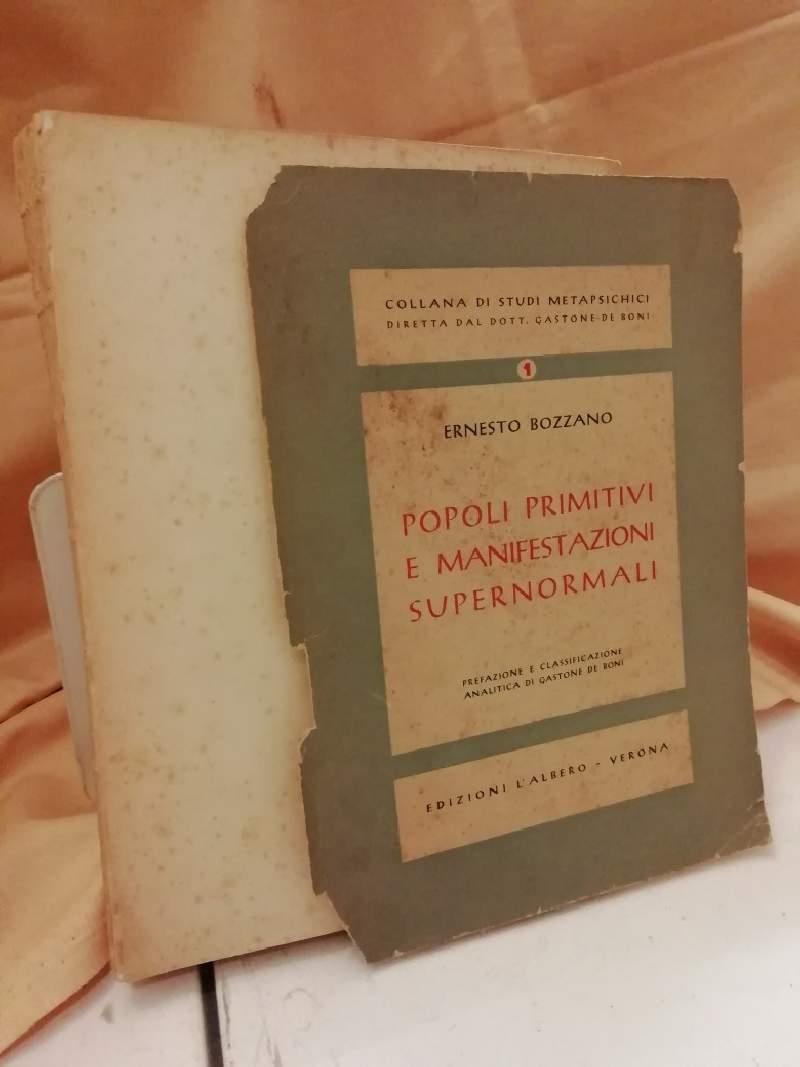 COLLANA DI STUDI METAPSICHICI
DIRETTA DAL DOTT. GASTONE DE BONI
1
ERNESTO BOZZANO
POPOLI PRIMITIVI
E MANIFESTAZIONI
SUPERNORMALI
PREFAZIONE E CLASSIFICAZIONE
ANALITICA DI GASTONE DE BONI
EDIZIONI L'ALBERO - VERONA